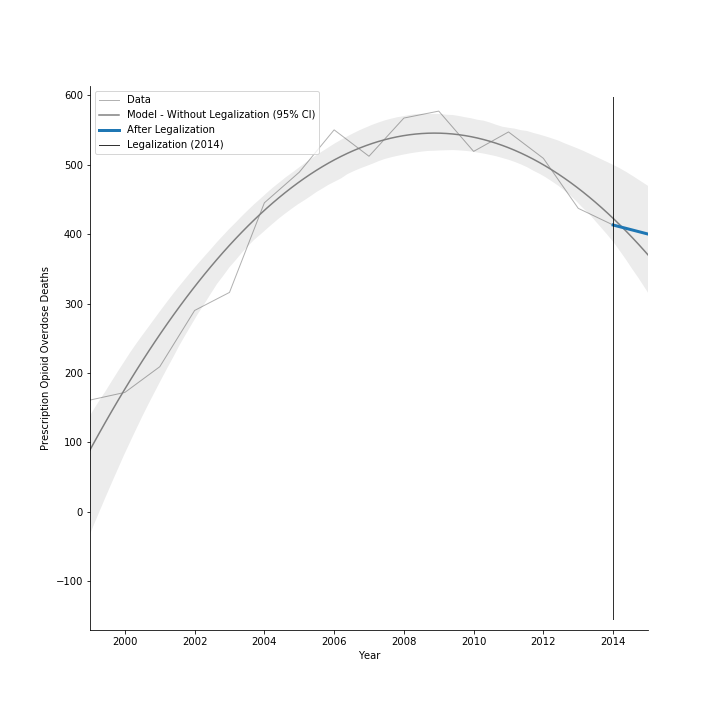 600
500
400
300
200
100
0
−100
Prescription Opioid Overdose Deaths
Data
Model - Without Legalization (95% CI)
After Legalization
Legalization (2014)
2000 2002 2004 2006 2008 2010 2012 2014
Year